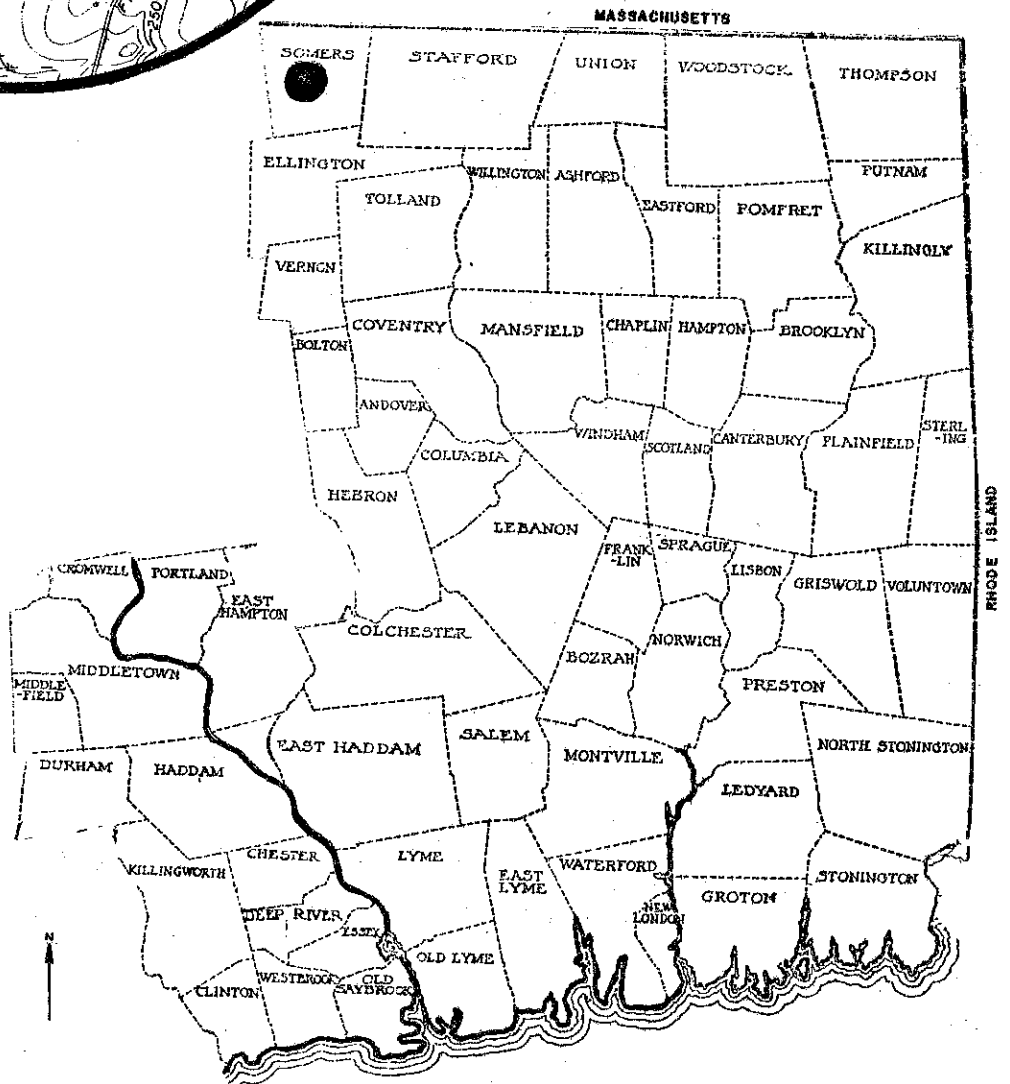 MASSACHUSETTS
250
SOMERS
STAFFORD
UNION
WOODSTOCK
THOMPSON
ELLINGTON
WILLINGTON
ASHFORD
PUTNAM
TOLLAND
EASTFORD
POMFRET
KILLINGLY
VERNON
COVENTRY
MANSFIELD
CHAPLIN
HAMPTON
BROOKLYN
BOLTON
ANDOVER
WINDHAM
SCOTLAND
CANTERBURY
PLAINFIELD
STERL
-ING
COLUMBIA
HEBRON
LEBANON
RHODE ISLAND
FRANK
-LIN
SPRAGUE
LISBON
GRISWOLD
VOLUNTOWN
CROMWELL
PORTLAND
EAST
HAMPTON
COLCHESTER
BOZRAH
NORWICH
MIDDLETOWN
MIDDLE
-FIELD
PRESTON
EAST HADDAM
SALEM
MONTVILLE
NORTH STONINGTON
DURHAM
HADDAM
LEDYARD
KILLINGWORTH
CHESTER
LYME
EAST
LYME
WATERFORD
STONINGTON
GROTON
NEW
LONDON
DEEP RIVER
ESSEX
OLD LYME
N
CLINTON
WESTBROOK
OLD
SAYBROOK